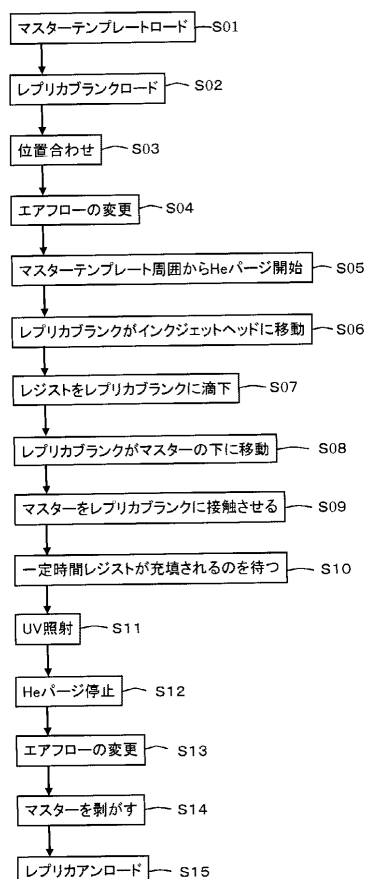 マスターテンプレートロード S01
レプリカブランクロード S02
位置合わせ S03
エアフローの変更 S04
マスターテンプレート周囲からHeパージ開始 S05
レプリカブランクがインクジェットヘッドに移動 S06
レジストをレプリカブランクに滴下 S07
レプリカブランクがマスターの下に移動 S08
マスターをレプリカブランクに接触させる S09
一定時間レジストが充填されるのを待つ S10
UV照射 S11
Heパージ停止 S12
エアフローの変更 S13
マスターを剥がす S14
レプリカアンロード S15